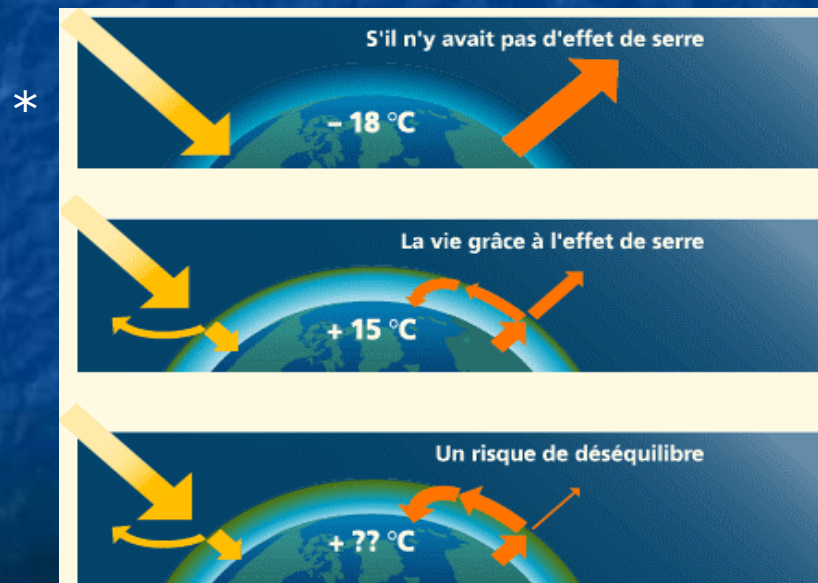 S'il n'y avait pas d'effet de serre
*
– 18 °C
La vie grâce à l'effet de serre
+ 15 °C
Un risque de déséquilibre
+ ?? °C